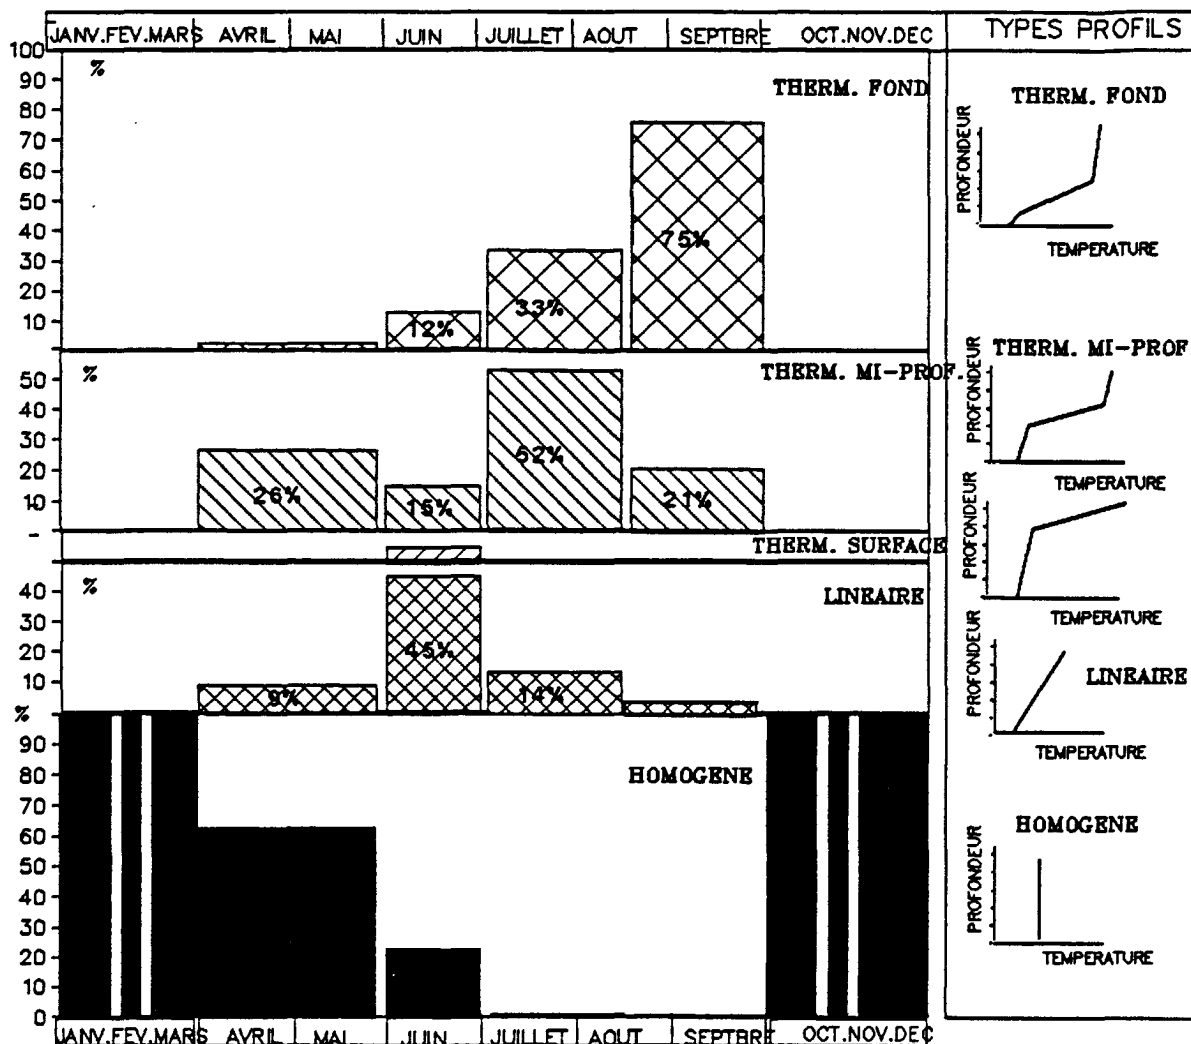 JANV.FEV.MARS AVRIL MAI JUIN JUILLET AOUT SEPTBRE OCT.NOV.DEC TYPES PROFILS
100
% 
90
80
70
60
50
40
30
20
10
THERM. FOND
12%
33%
75%
%
50
40
30
20
10
THERM. MI-PROF.
26%
15%
52%
21%
THERM. SURFACE
%
40
30
20
10
LINEAIRE
9%
45%
14%
%
90
80
70
60
50
40
30
20
10
0
HOMOGENE
JANV.FEV.MARS AVRIL MAI JUIN JUILLET AOUT SEPTBRE OCT.NOV.DEC
THERM. FOND
PROFONDEUR
TEMPERATURE
THERM. MI-PROF
PROFONDEUR
TEMPERATURE
PROFONDEUR
TEMPERATURE
LINEAIRE
PROFONDEUR
TEMPERATURE
HOMOGENE
PROFONDEUR
TEMPERATURE